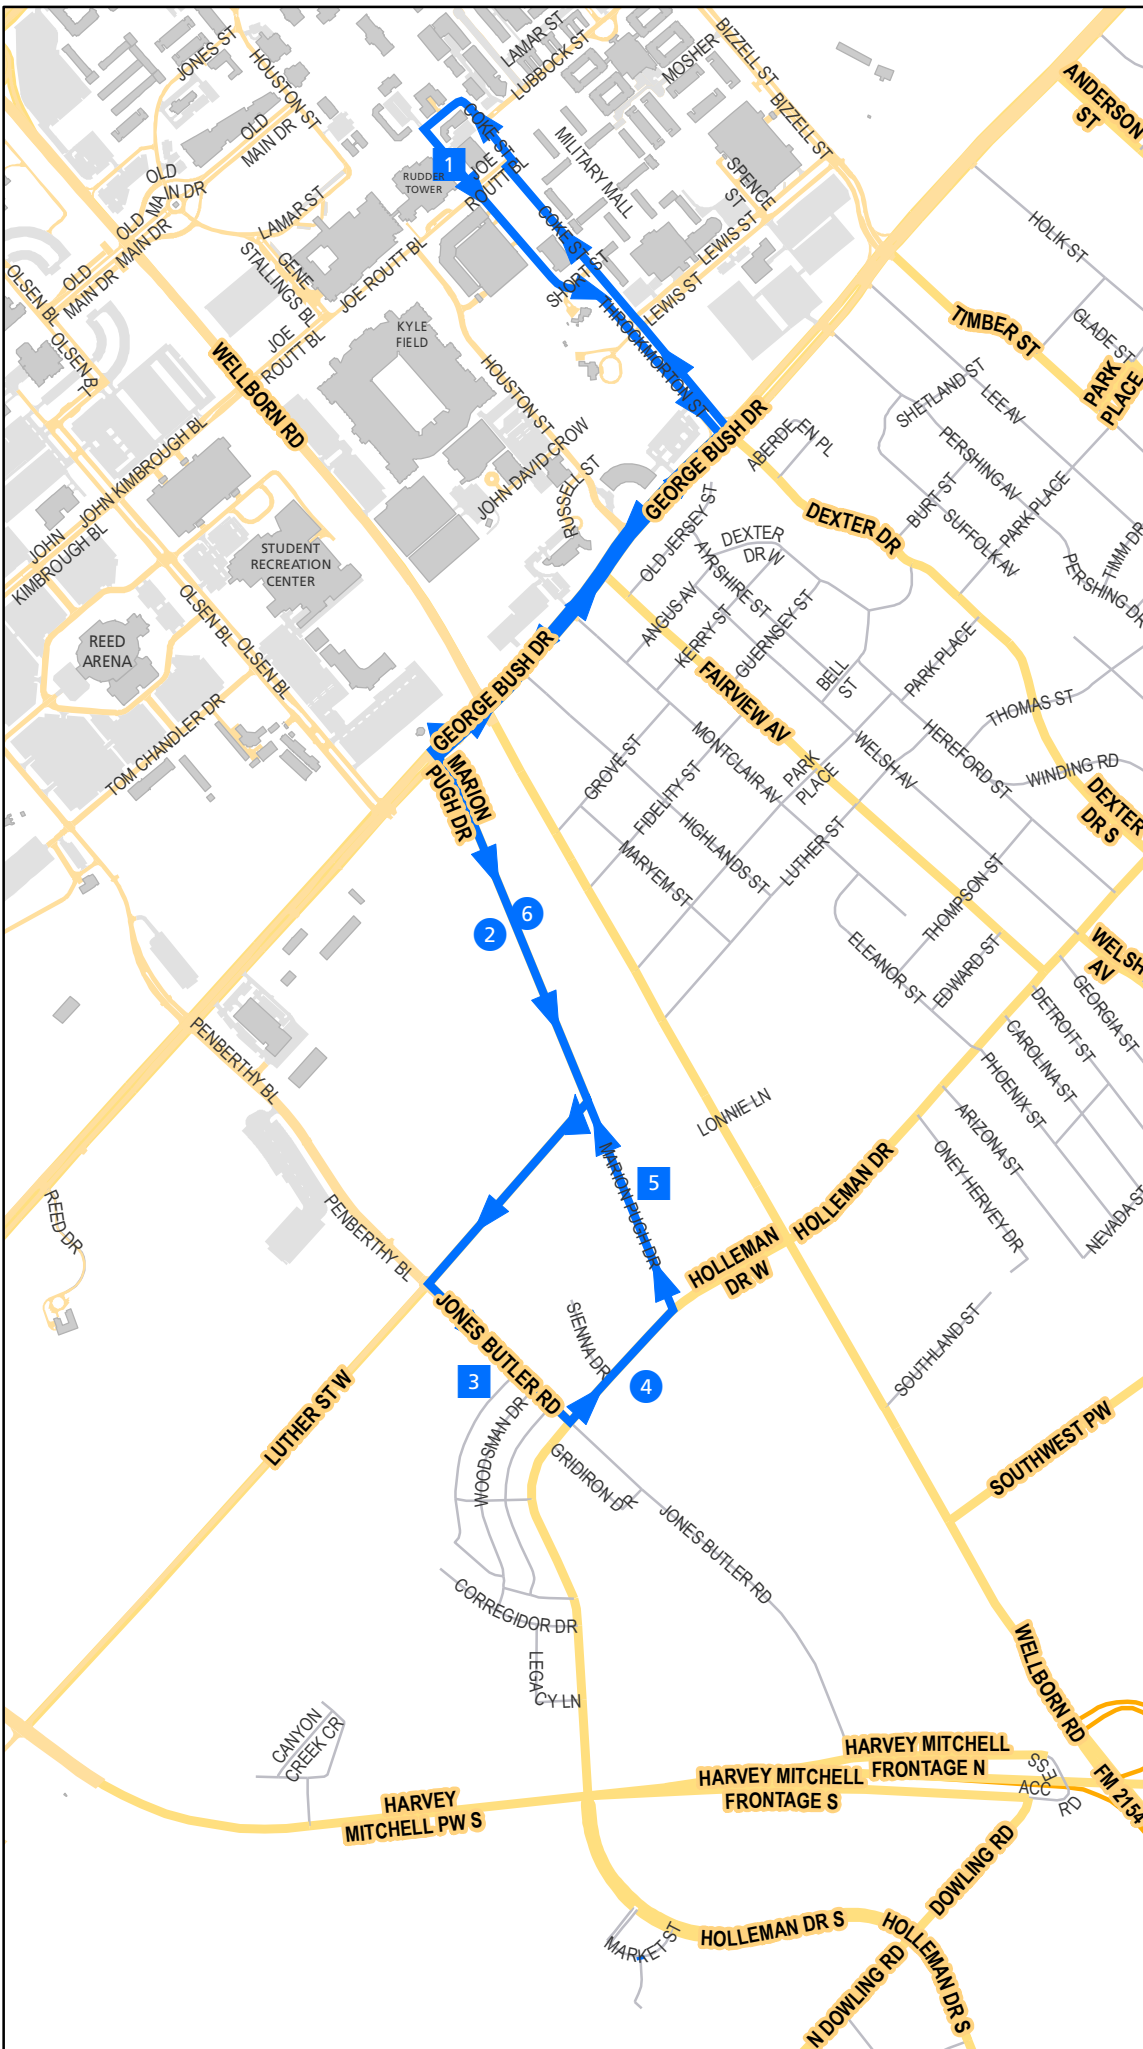 JONES ST
HOUSTON ST
LAMAR ST
LUBBOCK ST
MOSHER
BIZZELL ST
BIZZELL ST
ANDERSON
ST
OLD
MAIN DR
COKE ST
1
RUDDER
TOWER
JOE
ROUTT BL
MILITARY MALL
SPENCE
ST
OLD
MAIN DR
OLD
MAIN DR
LAMAR ST
COKE ST
LEWIS ST
HOLIK ST
OLSEN BL
OLD
MAIN DR
GENE
STALLINGS BL
JOE ROUTT BL
SHORT ST
LEWIS ST
THROCKMORTON ST
TIMBER ST
GLADE ST
OLSEN B
JOE
ROUTT BL
KYLE
FIELD
WELLBORN RD
HOUSTON ST
SHETLAND ST
LEE AV
PARK
PLACE
JOHN KIMBROUGH BL
JOHN
KIMBROUGH BL
JOHN DAVID CROW
RUSSELL ST
GEORGE BUSH DR
ABERDEEN PL
PERSHING AV
PARK PLACE
BURT ST
SUFFOLK AV
DEXTER DR
TIMM DR
PERSHING DR
STUDENT
RECREATION
CENTER
OLSEN BL
OLSEN BL
REED
ARENA
OLD JERSEY ST
DEXTER
DR W
AYRSHIRE ST
ANGUS AV
KERRY ST
GUERNSEY ST
BELL
ST
PARK PLACE
FAIRVIEW AV
THOMAS ST
TOM CHANDLER DR
GEORGE BUSH DR
MARION
PUGH DR
GROVE ST
MONTCLAIR AV
PARK
PLACE
WELSH AV
HEREFORD ST
WINDING RD
DEXTER
DR S
FIDELITY ST
HIGHLANDS ST
LUTHER ST
MARYEM ST
THOMPSON ST
2
6
ELEANOR ST
EDWARD ST
WELSH
AV
GEORGIA ST
DETROIT ST
CAROLINA ST
PHOENIX ST
PENBERTHY BL
LONNIE LN
ARIZONA ST
ONEY HERVEY DR
NEVADA ST
MARION PUGH DR
5
REED DR
PENBERTHY BL
HOLLEMAN DR
HOLLEMAN
DR W
JONES BUTLER RD
SIENNA DR
3
4
SOUTHLAND ST
LUTHER ST W
WOODSMAN DR
GRIDIRON DR
SOUTHWEST PW
JONES BUTLER RD
CORREGIDOR DR
LEGACY LN
WELLBORN RD
CANYON
CREEK CR
HARVEY MITCHELL
FRONTAGE N
HARVEY MITCHELL
FRONTAGE S
ACCESS
RD
FM 2154
HARVEY
MITCHELL PW S
DOWLING RD
HOLLEMAN DR S
HOLLEMAN DR S
MARKET ST
N DOWLING RD